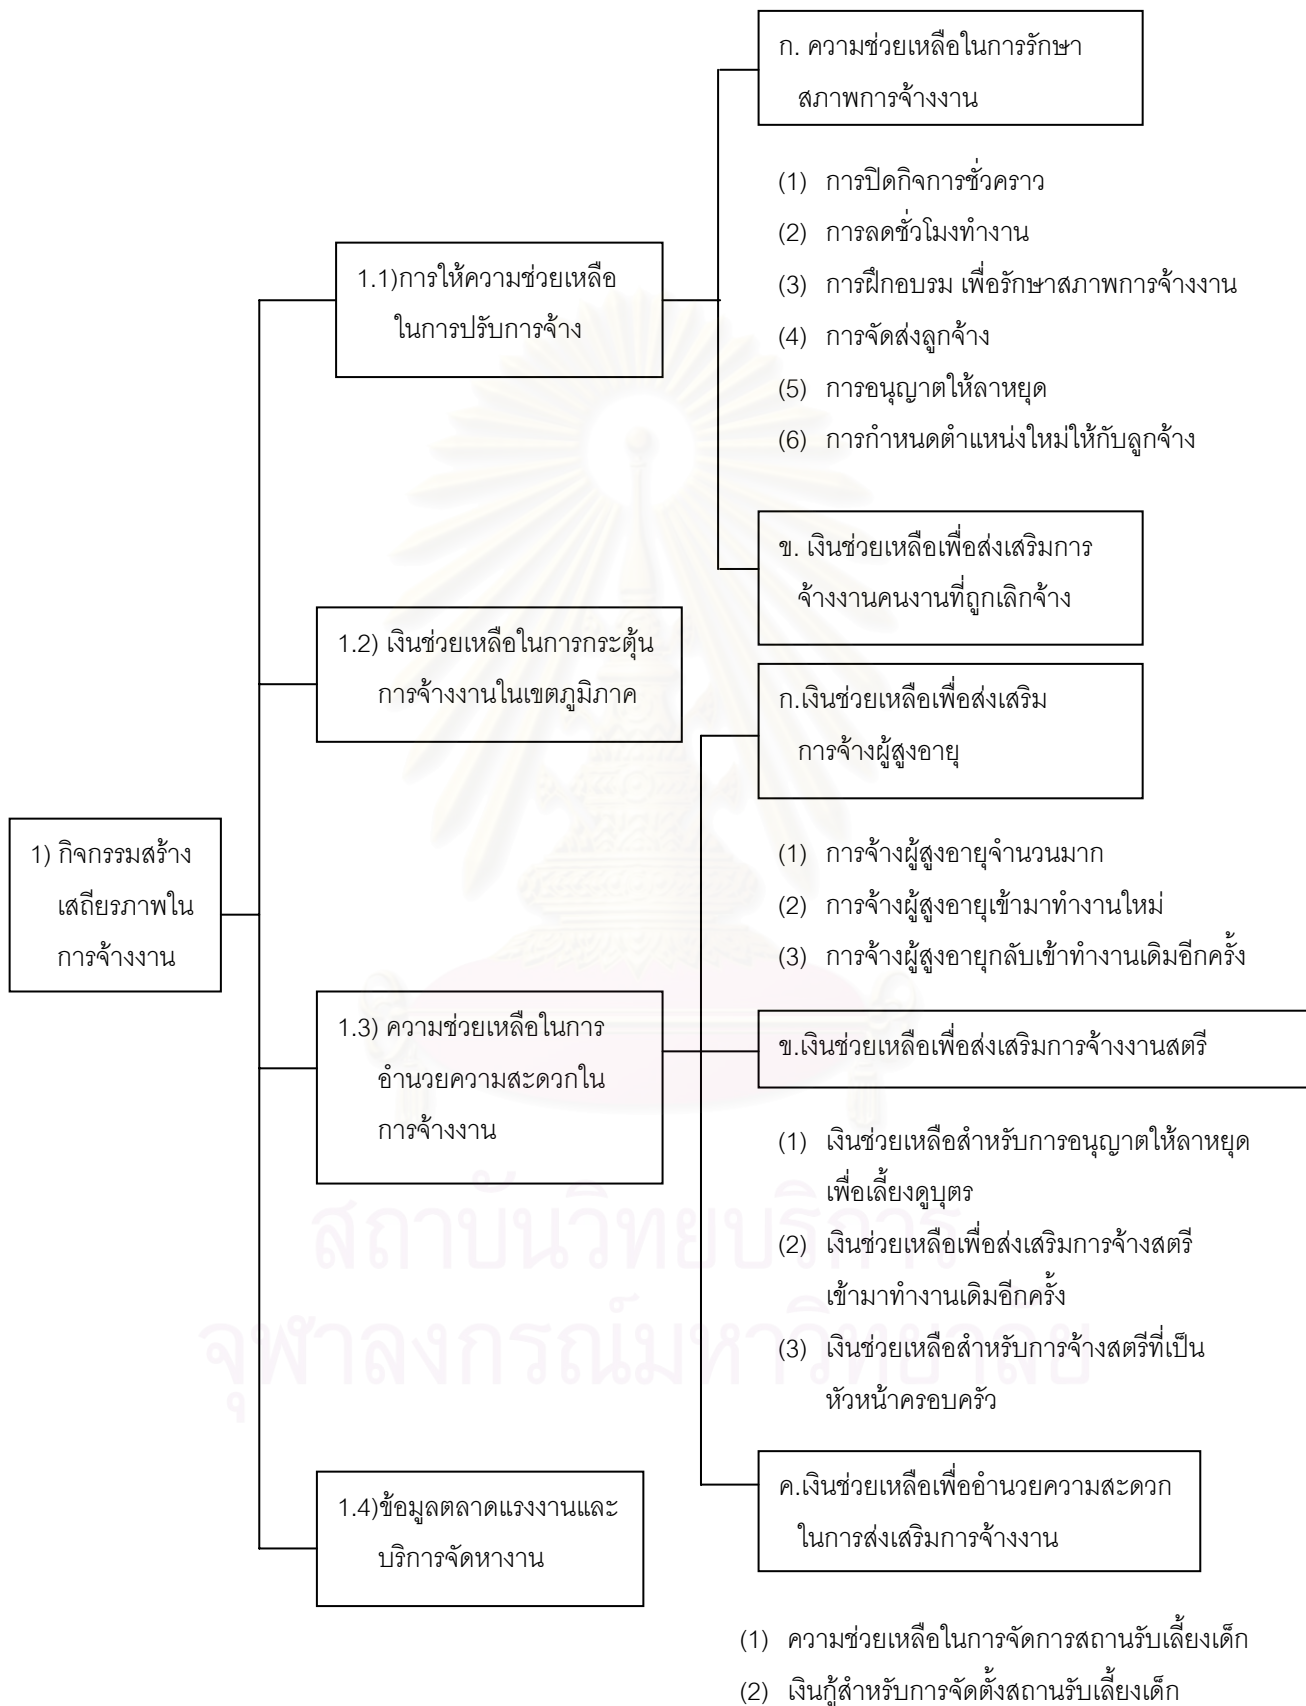 ก. ความช่วยเหลือในการรักษา
สภาพการจ้างงาน
(1) การปิดกิจการชั่วคราว
(2) การลดชั่วโมงทำงาน
(3) การฝึกอบรม เพื่อรักษาสภาพการจ้างงาน
(4) การจัดส่งลูกจ้าง
(5) การอนุญาตให้ลาหยุด
(6) การกำหนดตำแหน่งใหม่ให้กับลูกจ้าง
1.1)การให้ความช่วยเหลือ
ในการปรับการจ้าง
ข. เงินช่วยเหลือเพื่อส่งเสริมการ
จ้างงานคนงานที่ถูกเลิกจ้าง
1.2) เงินช่วยเหลือในการกระตุ้น
การจ้างงานในเขตภูมิภาค
ก.เงินช่วยเหลือเพื่อส่งเสริม
การจ้างผู้สูงอายุ
1) กิจกรรมสร้าง
เสถียรภาพใน
การจ้างงาน
(1) การจ้างผู้สูงอายุจำนวนมาก
(2) การจ้างผู้สูงอายุเข้ามาทำงานใหม่
(3) การจ้างผู้สูงอายุกลับเข้าทำงานเดิมอีกครั้ง
1.3) ความช่วยเหลือในการ
อำนวยความสะดวกใน
การจ้างงาน
ข.เงินช่วยเหลือเพื่อส่งเสริมการจ้างงานสตรี
(1) เงินช่วยเหลือสำหรับการอนุญาตให้ลาหยุด
เพื่อเลี้ยงดูบุตร
(2) เงินช่วยเหลือเพื่อส่งเสริมการจ้างสตรี
เข้ามาทำงานเดิมอีกครั้ง
(3) เงินช่วยเหลือสำหรับการจ้างสตรีที่เป็น
หัวหน้าครอบครัว
สถาบันวิทยบริการ
จุฬาลงกรณ์มหาวิทยาลัย
1.4)ข้อมูลตลาดแรงงานและ
บริการจัดหางาน
ค.เงินช่วยเหลือเพื่ออำนวยความสะดวก
ในการส่งเสริมการจ้างงาน
(1) ความช่วยเหลือในการจัดการสถานรับเลี้ยงเด็ก
(2) เงินกู้สำหรับการจัดตั้งสถานรับเลี้ยงเด็ก